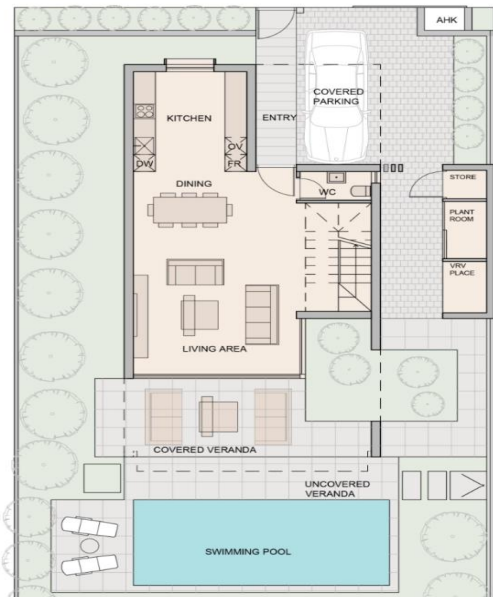 AHK
COVERED
PARKING
KITCHEN
ENTRY
OV
DW
FR
DINING
WC
STORE
PLANT
ROOM
VRV
PLACE
LIVING AREA
COVERED VERANDA
UNCOVERED
VERANDA
SWIMMING POOL